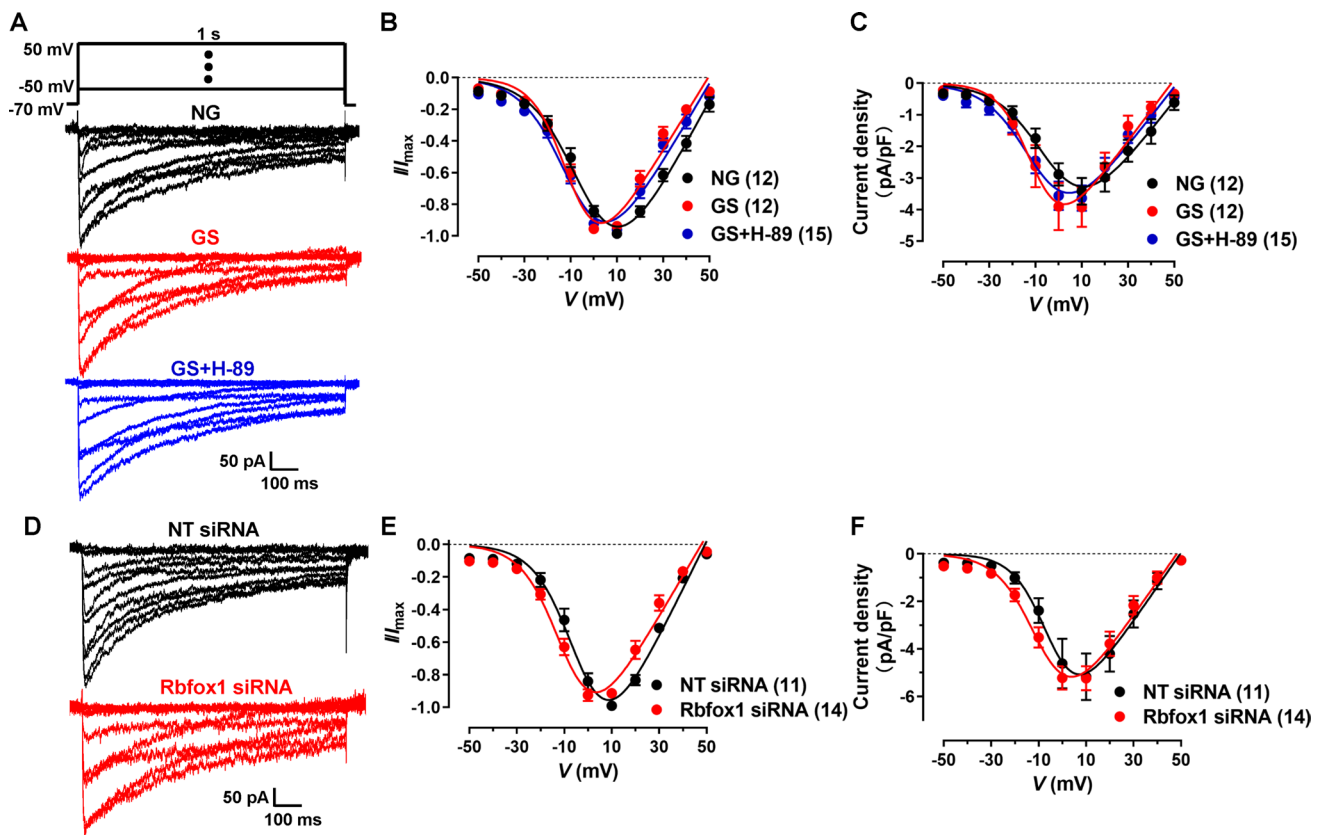 A
1 s
50 mV
-50 mV
-70 mV
NG
GS
GS+H-89
50 pA
100 ms
B
0.0
-0.2
-0.4
-0.6
-0.8
-1.0
I/Imax
NG (12)
GS (12)
GS+H-89 (15)
-50 -30 -10 10 30 50
V (mV)
C
0
-1
-2
-3
-4
-5
Current density
(pA/pF)
NG (12)
GS (12)
GS+H-89 (15)
-50 -30 -10 10 30 50
V (mV)
D
NT siRNA
Rbfox1 siRNA
50 pA
100 ms
E
0.0
-0.2
-0.4
-0.6
-0.8
-1.0
I/Imax
NT siRNA (11)
Rbfox1 siRNA (14)
-50 -30 -10 10 30 50
V (mV)
F
0
-2
-4
-6
Current density
(pA/pF)
NT siRNA (11)
Rbfox1 siRNA (14)
-50 -30 -10 10 30 50
V (mV)